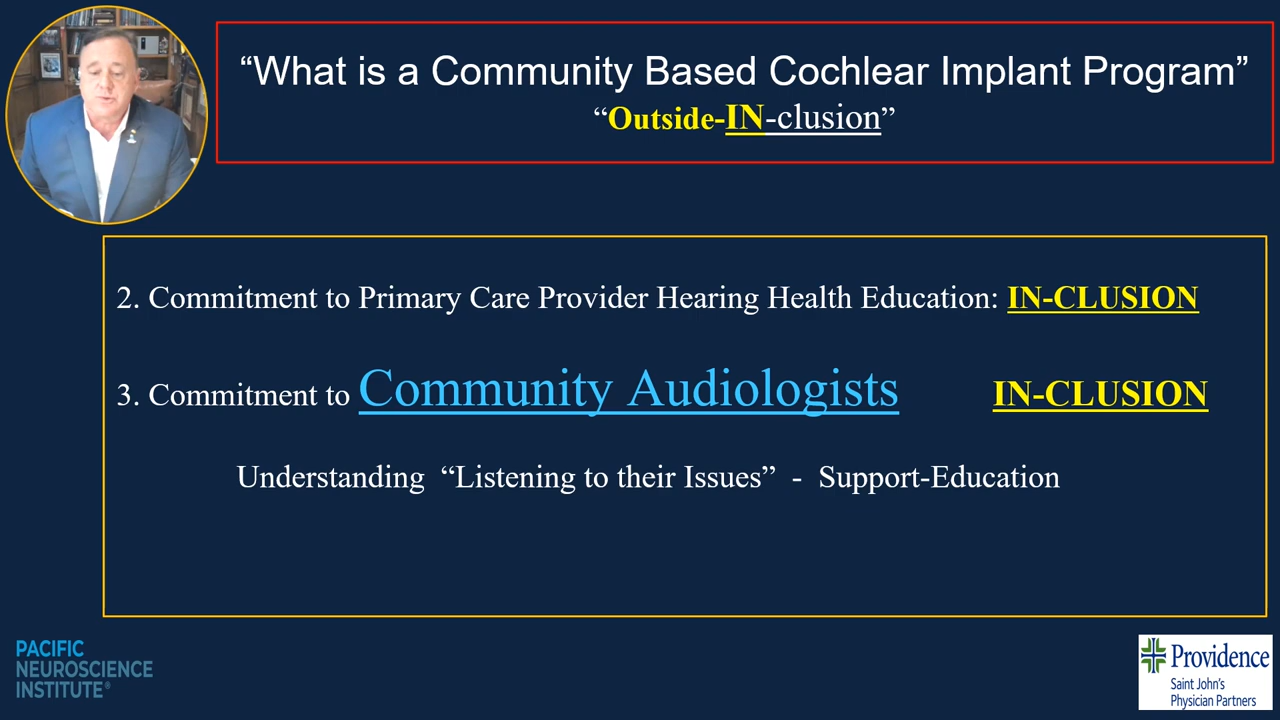 “What is a Community Based Cochlear Implant Program”
“Outside-IN-clusion”
2. Commitment to Primary Care Provider Hearing Health Education: IN-CLUSION
3. Commitment to Community Audiologists IN-CLUSION
Understanding “Listening to their Issues” - Support-Education
PACIFIC
NEUROSCIENCE
INSTITUTE®
Providence
Saint John's
Physician Partners